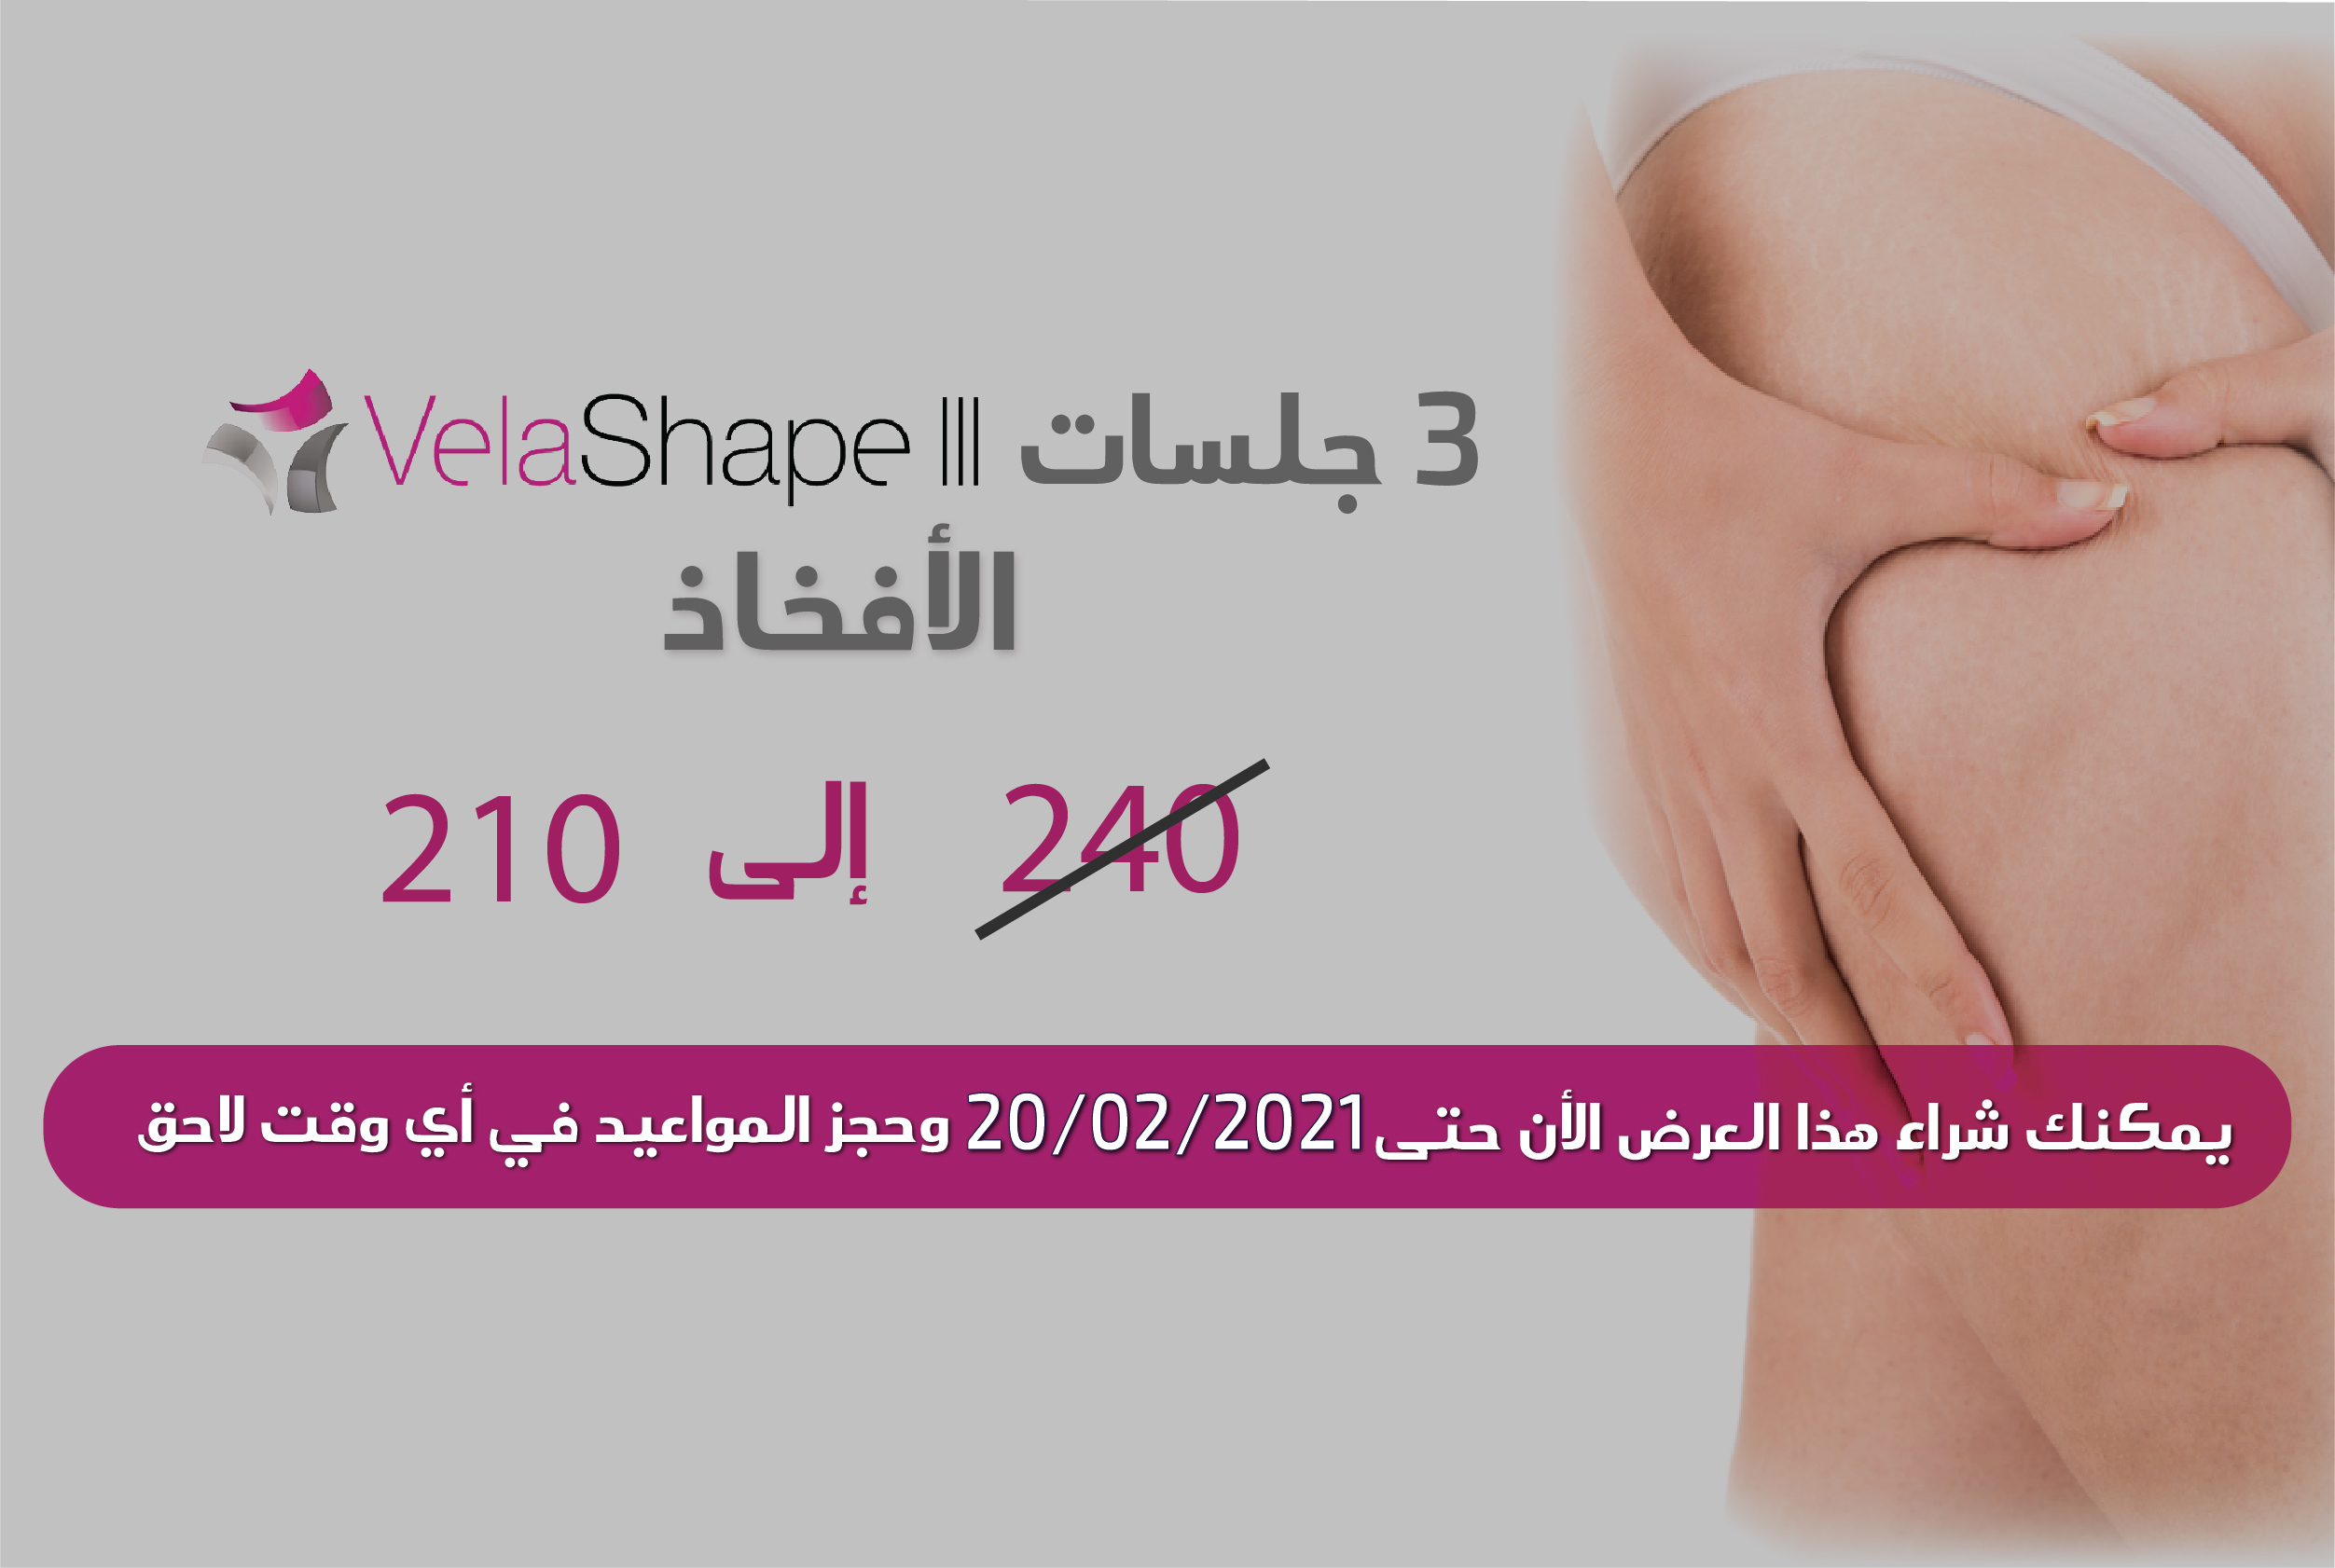 3 جلسات VelaShape III
الأفخاذ
240 إلى 210
يمكنك شراء هذا العرض الأن حتى 20/02/2021 وحجز المواعيد في أي وقت لاحق